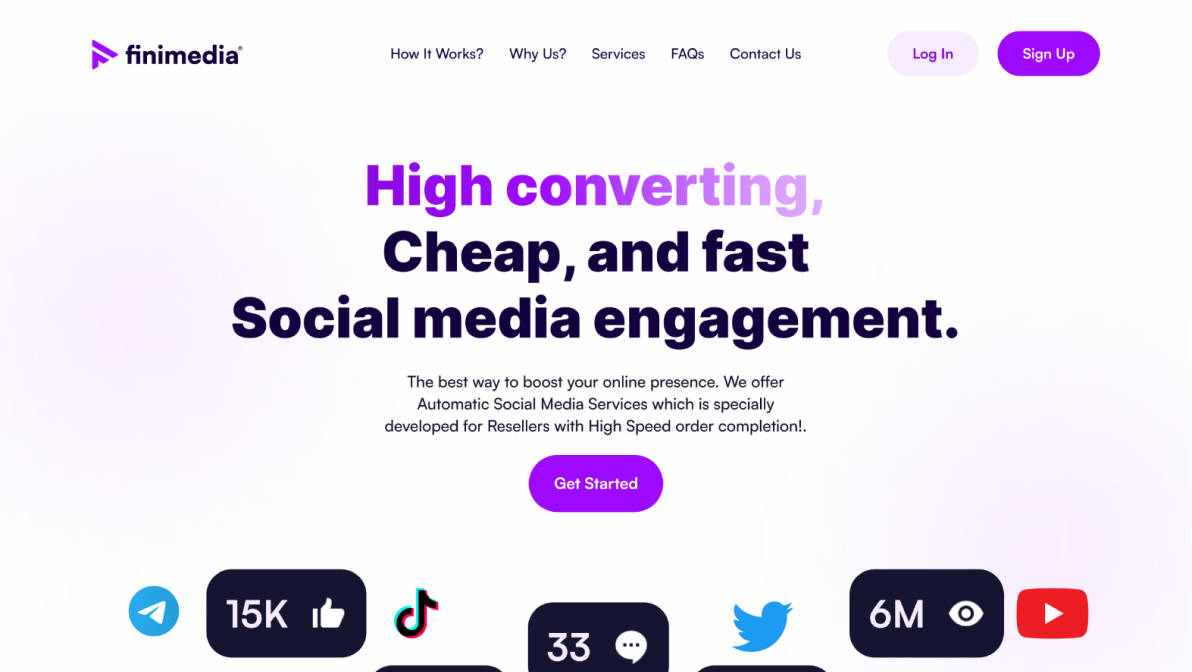 finimedia®
How It Works?
Why Us?
Services
FAQs
Contact Us
Log In
Sign Up
High converting,
Cheap, and fast
Social media engagement.
The best way to boost your online presence. We offer
Automatic Social Media Services which is specially
developed for Resellers with High Speed order completion!.
Get Started
15K
33
6M